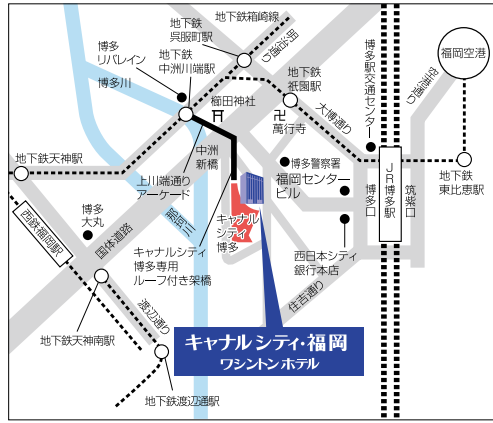 地下鉄箱崎線
地下鉄
呉服町駅
明治通り
博多
リバレイン
地下鉄
中洲川端駅
博多川
福岡空港
空港通り
櫛田神社
地下鉄
祇園駅
大博通り
博多駅交通センター
卍
萬行寺
地下鉄天神駅
中洲
新橋
上川端通り
アーケード
博多警察署
福岡センター
ビル
JR博多駅
博多口
筑紫口
地下鉄
東比恵駅
西鉄福岡駅
博多
大丸
国体道路
那珂川
キャナル
シティ
博多
キャナルシティ
博多専用
ルーフ付き架橋
西日本シティ
銀行本店
住吉通り
渡辺通り
地下鉄天神南駅
キャナルシティ・福岡
ワシントンホテル
地下鉄渡辺通駅